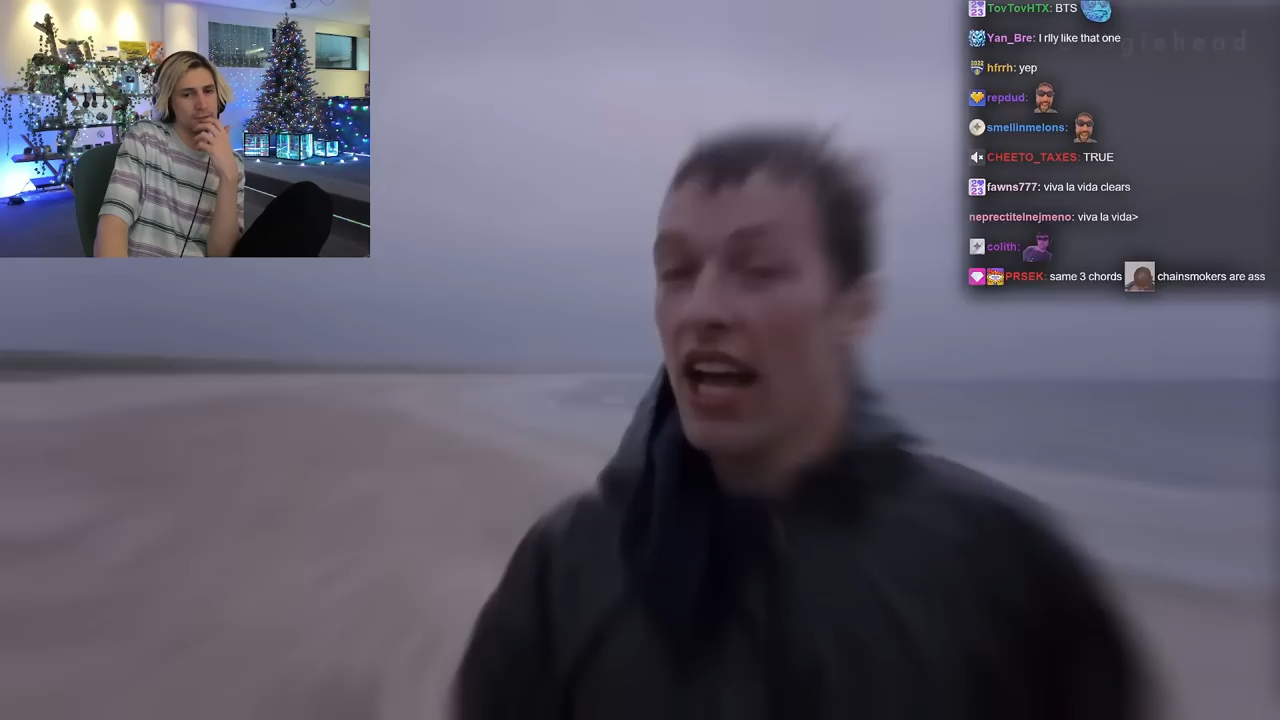 TovTovHTX: BTS
Yan_Bre: I rlly like that one
hfrrh: yep
repdud:
smellinmelons:
CHEETO_TAXES: TRUE
fawns777: viva la vida clears
neprectitelnejmeno: viva la vida>
colith:
PRSEK: same 3 chords chainsmokers are ass